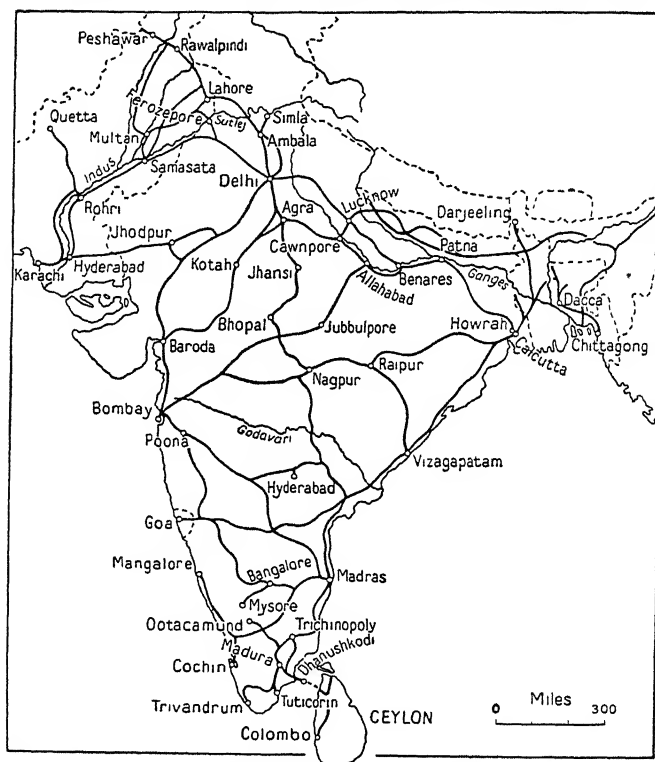 Peshawar
Rawalpindi
Lahore
Quetta
Ferozepore
Sutlej
Simla
Multan
Ambala
Indus
Samasata
Delhi
Rohri
Lucknow
Agra
Darjeeling
Jhodpur
Cawnpore
Patna
Karachi
Hyderabad
Kotah
Jhansi
Allahabad
Benares
Ganges
Dacca
Bhopal
Jubbulpore
Howrah
Baroda
Calcutta
Chittagong
Nagpur
Raipur
Bombay
Poona
Godavari
Vizagapatam
Hyderabad
Goa
Mangalore
Bangalore
Madras
Mysore
Ootacamund
Trichinopoly
Madura
Dhanushkodi
Cochin
Trivandrum
Tuticorin
CEYLON
Colombo
Miles
0 300